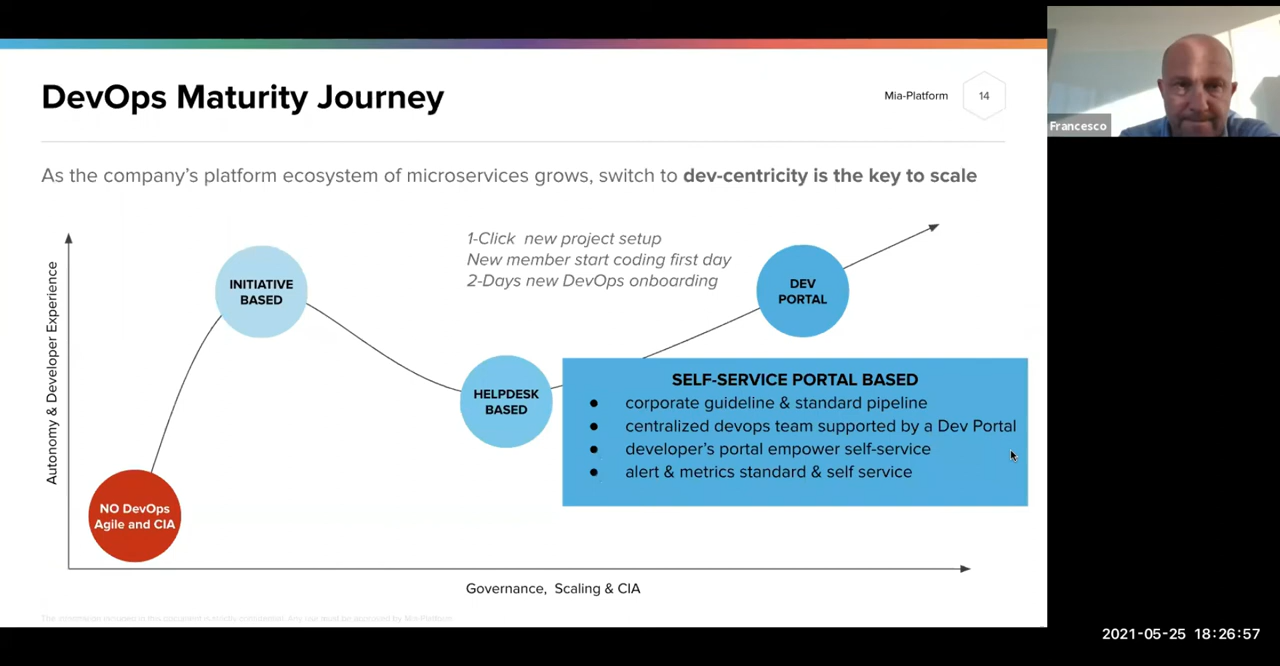 DevOps Maturity Journey
Mia-Platform
14
Francesco
As the company's platform ecosystem of microservices grows, switch to dev-centricity is the key to scale
Autonomy & Developer Experience
1-Click new project setup
New member start coding first day
2-Days new DevOps onboarding
INITIATIVE
BASED
DEV
PORTAL
HELPDESK
BASED
SELF-SERVICE PORTAL BASED
● corporate guideline & standard pipeline
● centralized devops team supported by a Dev Portal
● developer's portal empower self-service
● alert & metrics standard & self service
NO DevOps
Agile and CIA
Governance, Scaling & CIA
2021-05-25 18:26:57